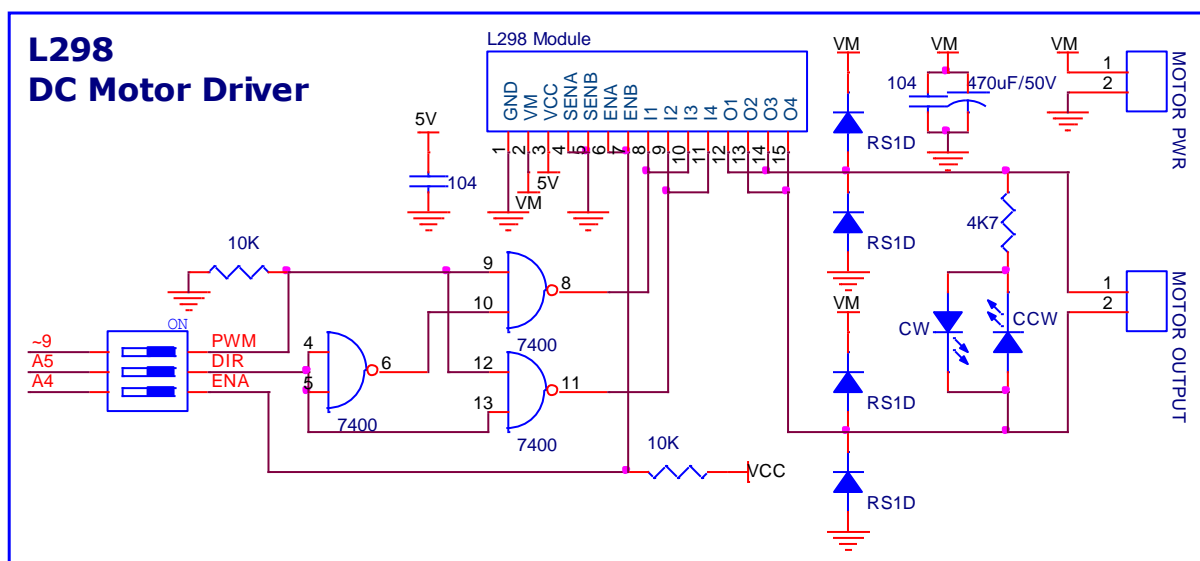 L298
DC Motor Driver
L298 Module
GND
VM
VCC
SENA
SENB
ENA
ENB
I1
I2
I3
I4
O1
O2
O3
O4
1
2
3
4
5
6
7
8
9
10
11
12
13
14
15
5V
104
VM
5V
VM
RS1D
RS1D
VM
104
470uF/50V
VM
1
2
MOTOR PWR
10K
9
10
8
7400
4K7
CW
CCW
1
2
MOTOR OUTPUT
ON
~9
A5
A4
PWM
DIR
ENA
4
5
6
7400
12
13
11
7400
VM
RS1D
RS1D
10K
VCC